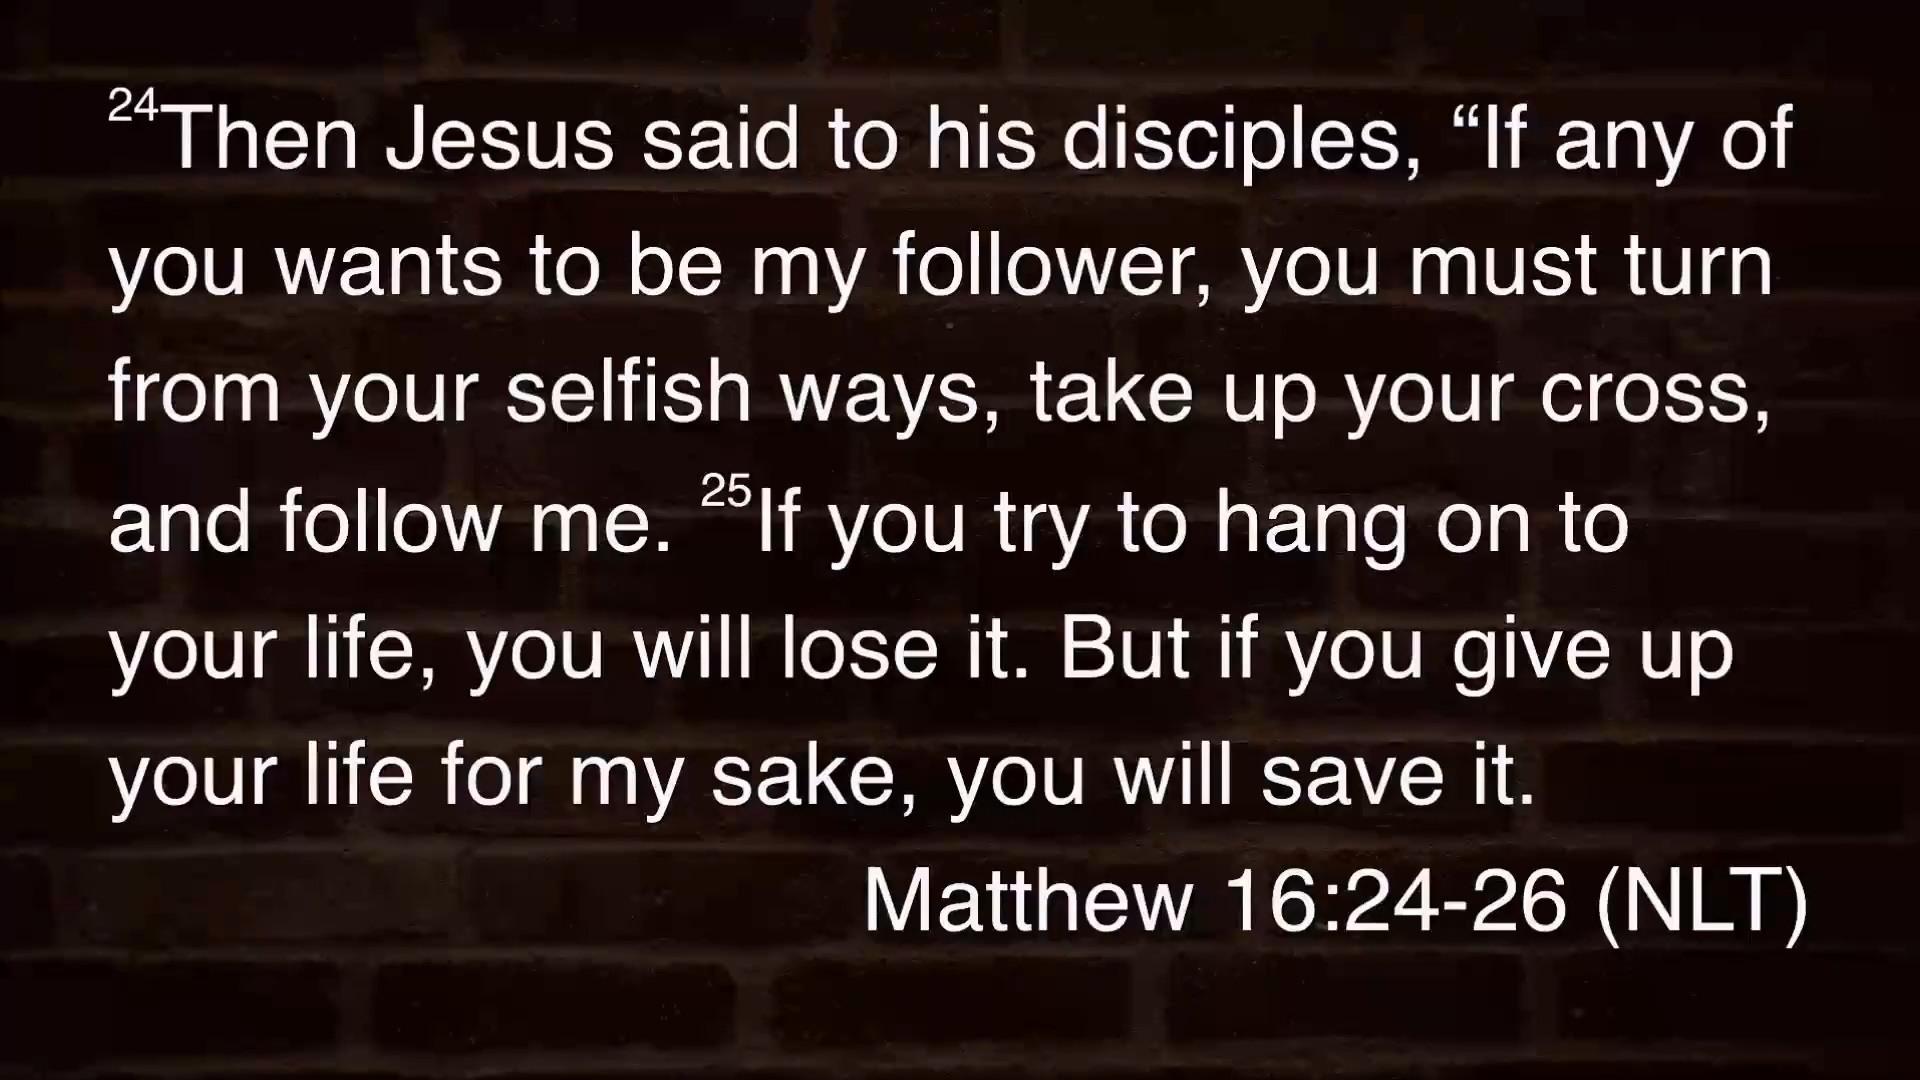 24Then Jesus said to his disciples, “If any of
you wants to be my follower, you must turn
from your selfish ways, take up your cross,
and follow me. 25If you try to hang on to
your life, you will lose it. But if you give up
your life for my sake, you will save it.
Matthew 16:24-26 (NLT)